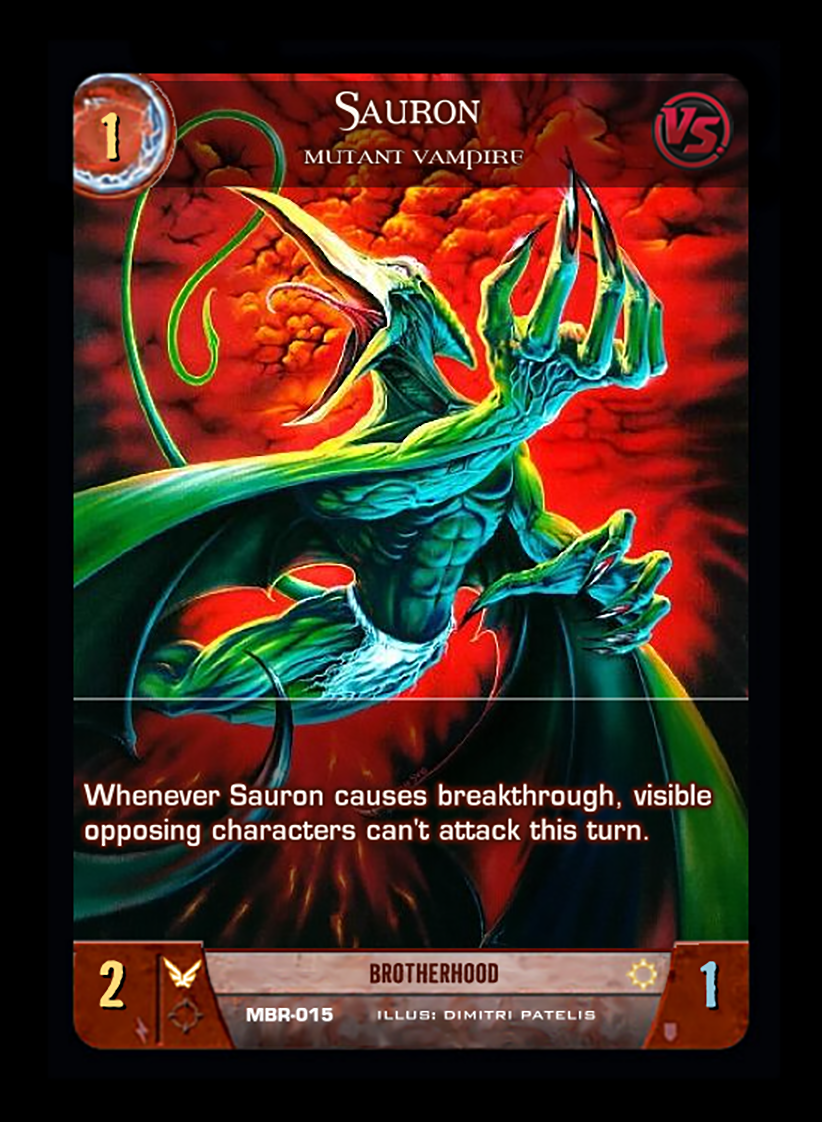 1
Sauron
Mutant Vampire
VS.
Whenever Sauron causes breakthrough, visible
opposing characters can't attack this turn.
2
BROTHERHOOD
1
MBR-015 ILLUS: DIMITRI PATELIS